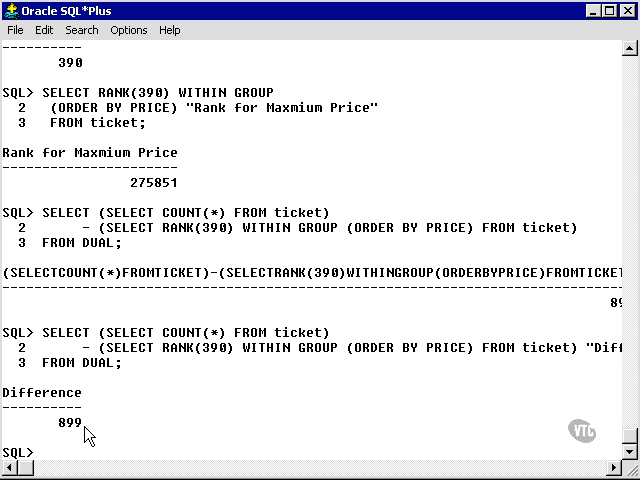 Oracle SQL*Plus
File Edit Search Options Help
----------
390
SQL> SELECT RANK(390) WITHIN GROUP
2 (ORDER BY PRICE) "Rank for Maxmium Price"
3 FROM ticket;
Rank for Maxmium Price
----------------------
275851
SQL> SELECT (SELECT COUNT(*) FROM ticket)
2 - (SELECT RANK(390) WITHIN GROUP (ORDER BY PRICE) FROM ticket)
3 FROM DUAL;
(SELECTCOUNT(*)FROMTICKET)-(SELECTRANK(390)WITHINGROUP(ORDERBYPRICE)FROMTICKET
------------------------------------------------------------------------------
89
SQL> SELECT (SELECT COUNT(*) FROM ticket)
2 - (SELECT RANK(390) WITHIN GROUP (ORDER BY PRICE) FROM ticket) "Diff
3 FROM DUAL;
Difference
----------
899
SQL>
VTC